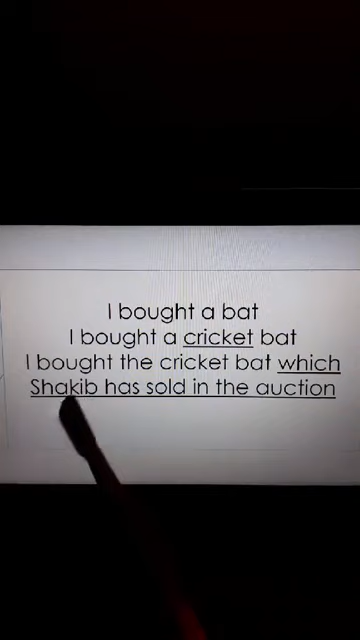 I bought a bat
I bought a cricket bat
I bought the cricket bat which
Shakib has sold in the auction